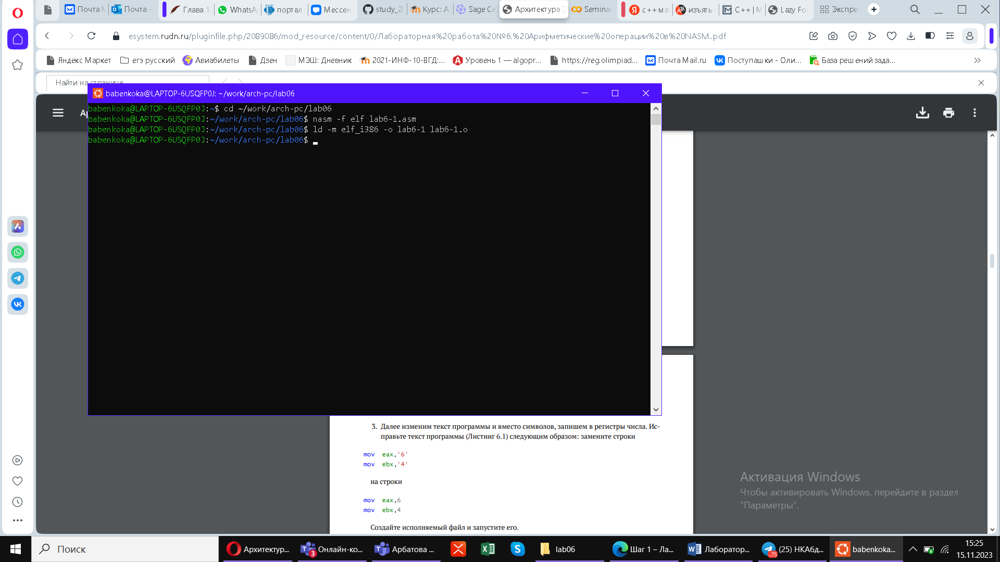 Почта М
Почта –
Глава 1
WhatsA
портал
Мессен
study_2
Курс: А
Sage Ce
Архитектура Э
Semina
с++ ма
изъять
C++ | M
Lazy Fo
Экспре
esystem.rudn.ru/pluginfile.php/2089086/mod_resource/content/0/Лабораторная%20работа%20№6.%20Арифметические%20операции%20в%20NASM..pdf
Яндекс Маркет
егэ русский
Авиабилеты
Дзен
МЭШ: Дневник
2021-ИНФ-10-ВГД:...
Уровень 1 — algopr...
https://reg.olimpiad...
Почта Mail.ru
Поступашки - Оли...
База решений зада...
Найти на странице
babenkoka@LAPTOP-6USQFP0J: ~/work/arch-pc/lab06
babenkoka@LAPTOP-6USQFP0J:~$ cd ~/work/arch-pc/lab06
babenkoka@LAPTOP-6USQFP0J:~/work/arch-pc/lab06$ nasm -f elf lab6-1.asm
babenkoka@LAPTOP-6USQFP0J:~/work/arch-pc/lab06$ ld -m elf_i386 -o lab6-1 lab6-1.o
babenkoka@LAPTOP-6USQFP0J:~/work/arch-pc/lab06$
3. Далее изменим текст программы и вместо символов, запишем в регистры числа. Ис-
правьте текст программы (Листинг 6.1) следующим образом: замените строки
mov eax,'6'
mov ebx,'4'
на строки
mov eax,6
mov ebx,4
Создайте исполняемый файл и запустите его.
Активация Windows
Чтобы активировать Windows, перейдите в раздел
"Параметры".
Поиск
Архитектур...
3
Онлайн-ко...
Арбатова ...
lab06
Шаг 1 – Ла...
Лаборатор...
..75
(25) НКАбд...
babenkoka...
15:25
15.11.2023